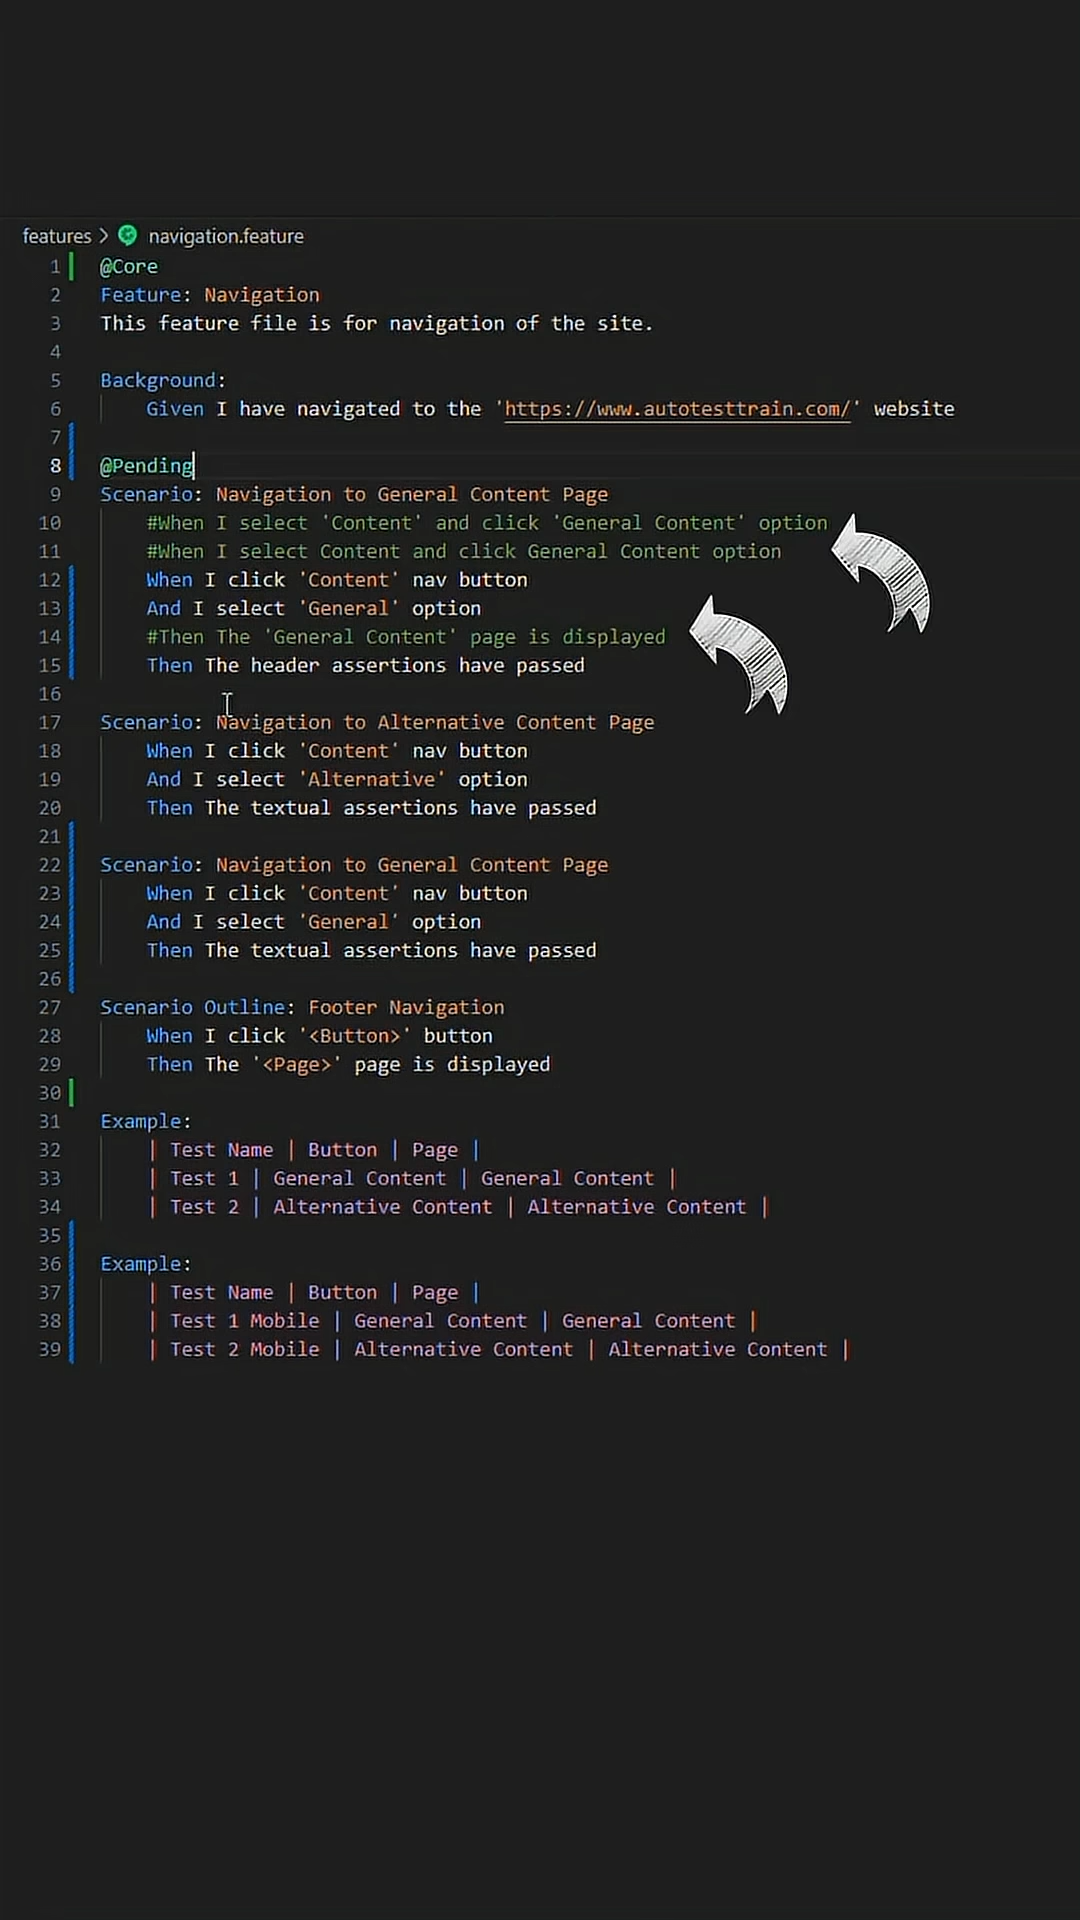 features > navigation.feature
1 @Core
2 Feature: Navigation
3 This feature file is for navigation of the site.
4
5 Background:
6 Given I have navigated to the 'https://www.autotesttrain.com/' website
7
8 @Pending
9 Scenario: Navigation to General Content Page
10 #When I select 'Content' and click 'General Content' option
11 #When I select Content and click General Content option
12 When I click 'Content' nav button
13 And I select 'General' option
14 #Then The 'General Content' page is displayed
15 Then The header assertions have passed
16
17 Scenario: Navigation to Alternative Content Page
18 When I click 'Content' nav button
19 And I select 'Alternative' option
20 Then The textual assertions have passed
21
22 Scenario: Navigation to General Content Page
23 When I click 'Content' nav button
24 And I select 'General' option
25 Then The textual assertions have passed
26
27 Scenario Outline: Footer Navigation
28 When I click '<Button>' button
29 Then The '<Page>' page is displayed
30
31 Example:
32 | Test Name | Button | Page |
33 | Test 1 | General Content | General Content |
34 | Test 2 | Alternative Content | Alternative Content |
35
36 Example:
37 | Test Name | Button | Page |
38 | Test 1 Mobile | General Content | General Content |
39 | Test 2 Mobile | Alternative Content | Alternative Content |